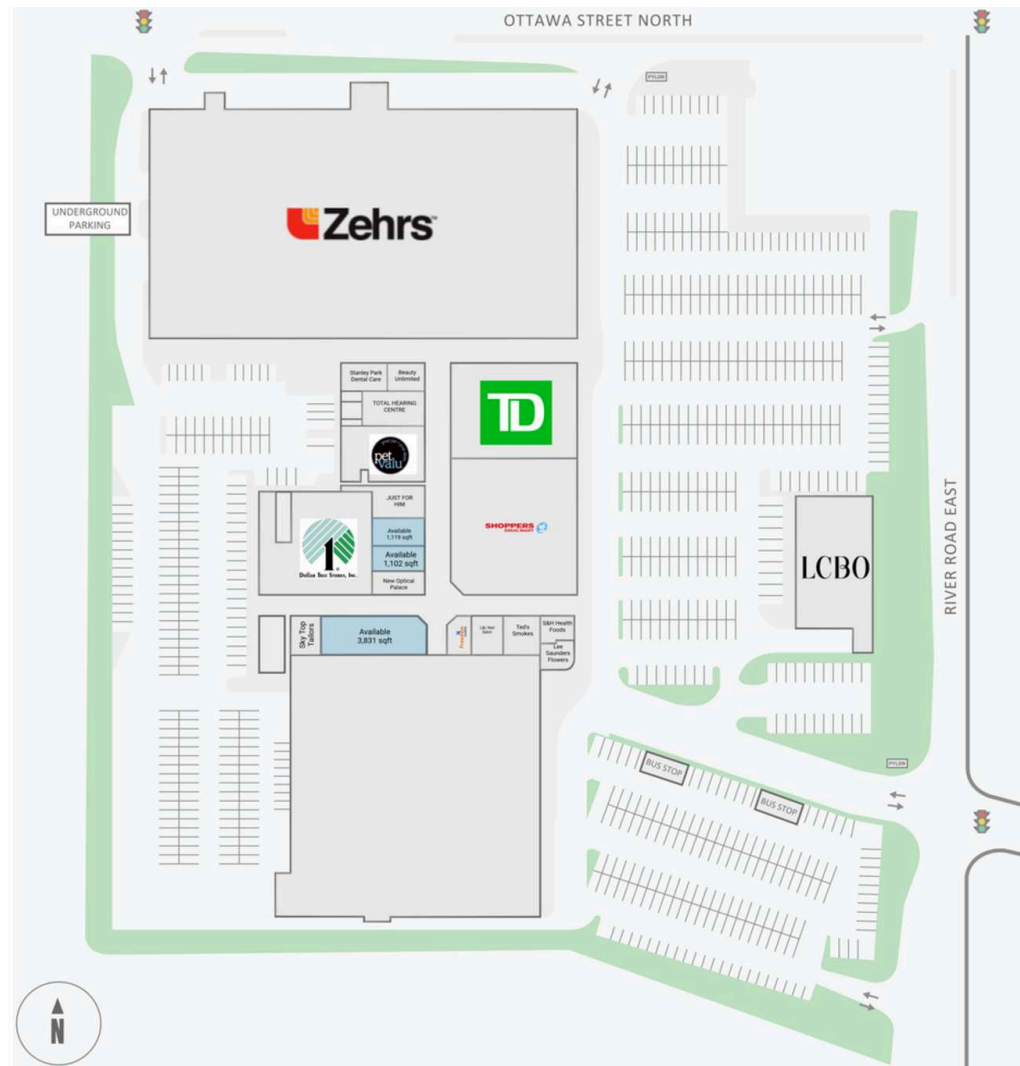 OTTAWA STREET NORTH
PYLON
UNDERGROUND
PARKING
Zehrs
Stanley Park
Dental Care
Beauty
Unlimited
TOTAL HEARING
CENTRE
TD
pet
valu
JUST FOR
HIM
SHOPPERS
DRUG MART
Available
1,119 sqft
Available
1,102 sqft
1
Dollar Tree Stores, Inc.
New Optical
Palace
LCBO
RIVER ROAD EAST
Sky Top
Tailors
Available
3,831 sqft
Ted's
Smokes
S&H Health
Foods
Lee
Saunders
Flowers
BUS STOP
BUS STOP
PYLON
N